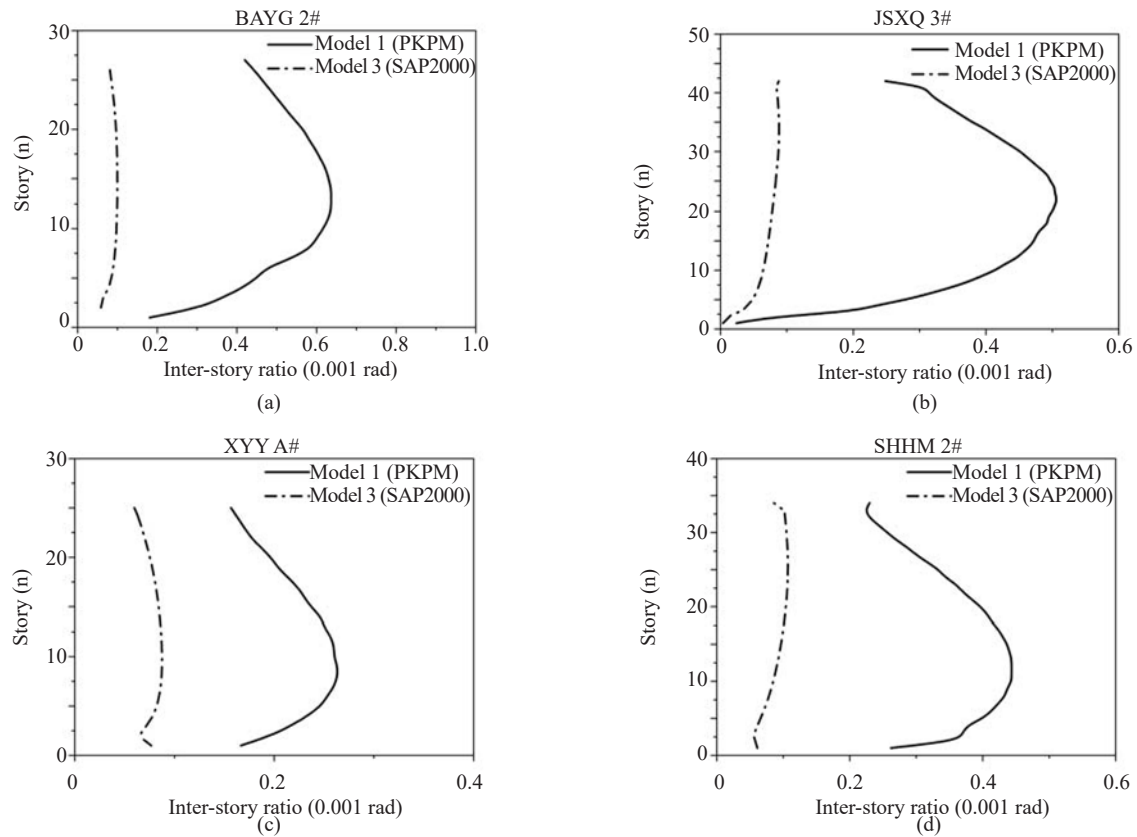 BAYG 2#
30
20
10
0
Story (n)
Model 1 (PKPM)
Model 3 (SAP2000)
0 0.2 0.4 0.6 0.8 1.0
Inter-story ratio (0.001 rad)
(a)
JSXQ 3#
50
40
30
20
10
0
Story (n)
Model 1 (PKPM)
Model 3 (SAP2000)
0 0.2 0.4 0.6
Inter-story ratio (0.001 rad)
(b)
XYY A#
30
20
10
0
Story (n)
Model 1 (PKPM)
Model 3 (SAP2000)
0 0.2 0.4
Inter-story ratio (0.001 rad)
(c)
SHHM 2#
40
30
20
10
0
Story (n)
Model 1 (PKPM)
Model 3 (SAP2000)
0 0.2 0.4 0.6
Inter-story ratio (0.001 rad)
(d)